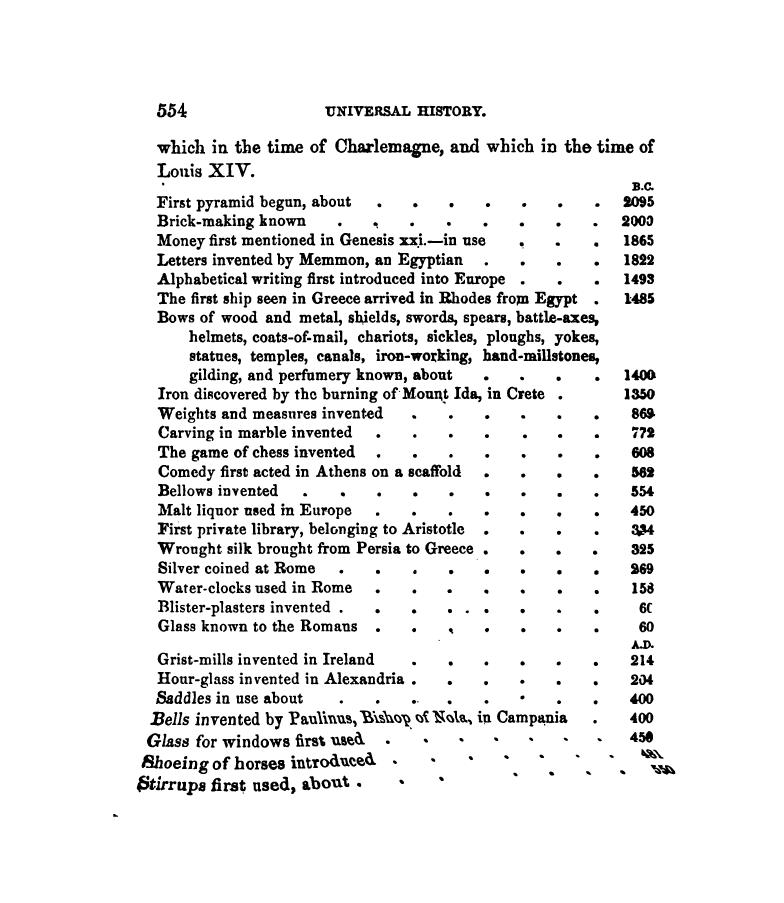 554 UNIVERSAL HISTORY.
which in the time of Charlemagne, and which in the time of
Louis XIV.
B.C.
First pyramid begun, about . . . . . . . 2095
Brick-making known . . . . . . . . 2000
Money first mentioned in Genesis xxi.—in use . . . 1865
Letters invented by Memmon, an Egyptian . . . . 1822
Alphabetical writing first introduced into Europe . . . 1493
The first ship seen in Greece arrived in Rhodes from Egypt . 1485
Bows of wood and metal, shields, swords, spears, battle-axes,
helmets, coats-of-mail, chariots, sickles, ploughs, yokes,
statues, temples, canals, iron-working, hand-millstones,
gilding, and perfumery known, about . . . . 1400
Iron discovered by the burning of Mount Ida, in Crete . 1350
Weights and measures invented . . . . . . 869
Carving in marble invented . . . . . . . 772
The game of chess invented . . . . . . . 608
Comedy first acted in Athens on a scaffold . . . . 562
Bellows invented . . . . . . . . . 554
Malt liquor used in Europe . . . . . . . 450
First private library, belonging to Aristotle . . . . 334
Wrought silk brought from Persia to Greece . . . . 325
Silver coined at Rome . . . . . . . . 269
Water-clocks used in Rome . . . . . . . 158
Blister-plasters invented . . . . . . . . 60
Glass known to the Romans . . . . . . . 60
A.D.
Grist-mills invented in Ireland . . . . . . 214
Hour-glass invented in Alexandria . . . . . . 204
Saddles in use about . . . . . . . . 400
Bells invented by Paulinus, Bishop of Nola, in Campania . 400
Glass for windows first used . . . . . . . 450
Shoeing of horses introduced . . . . . . . 481
Stirrups first used, about . . . . . . . 550